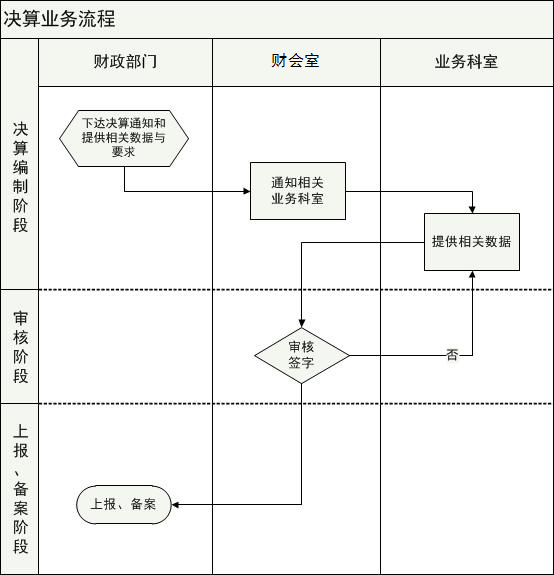 决算业务流程
财政部门
财会室
业务科室
决算编制阶段
下达决算通知和
提供相关数据与
要求
通知相关
业务科室
提供相关数据
审核阶段
审核
签字
否
上报、备案阶段
上报、备案